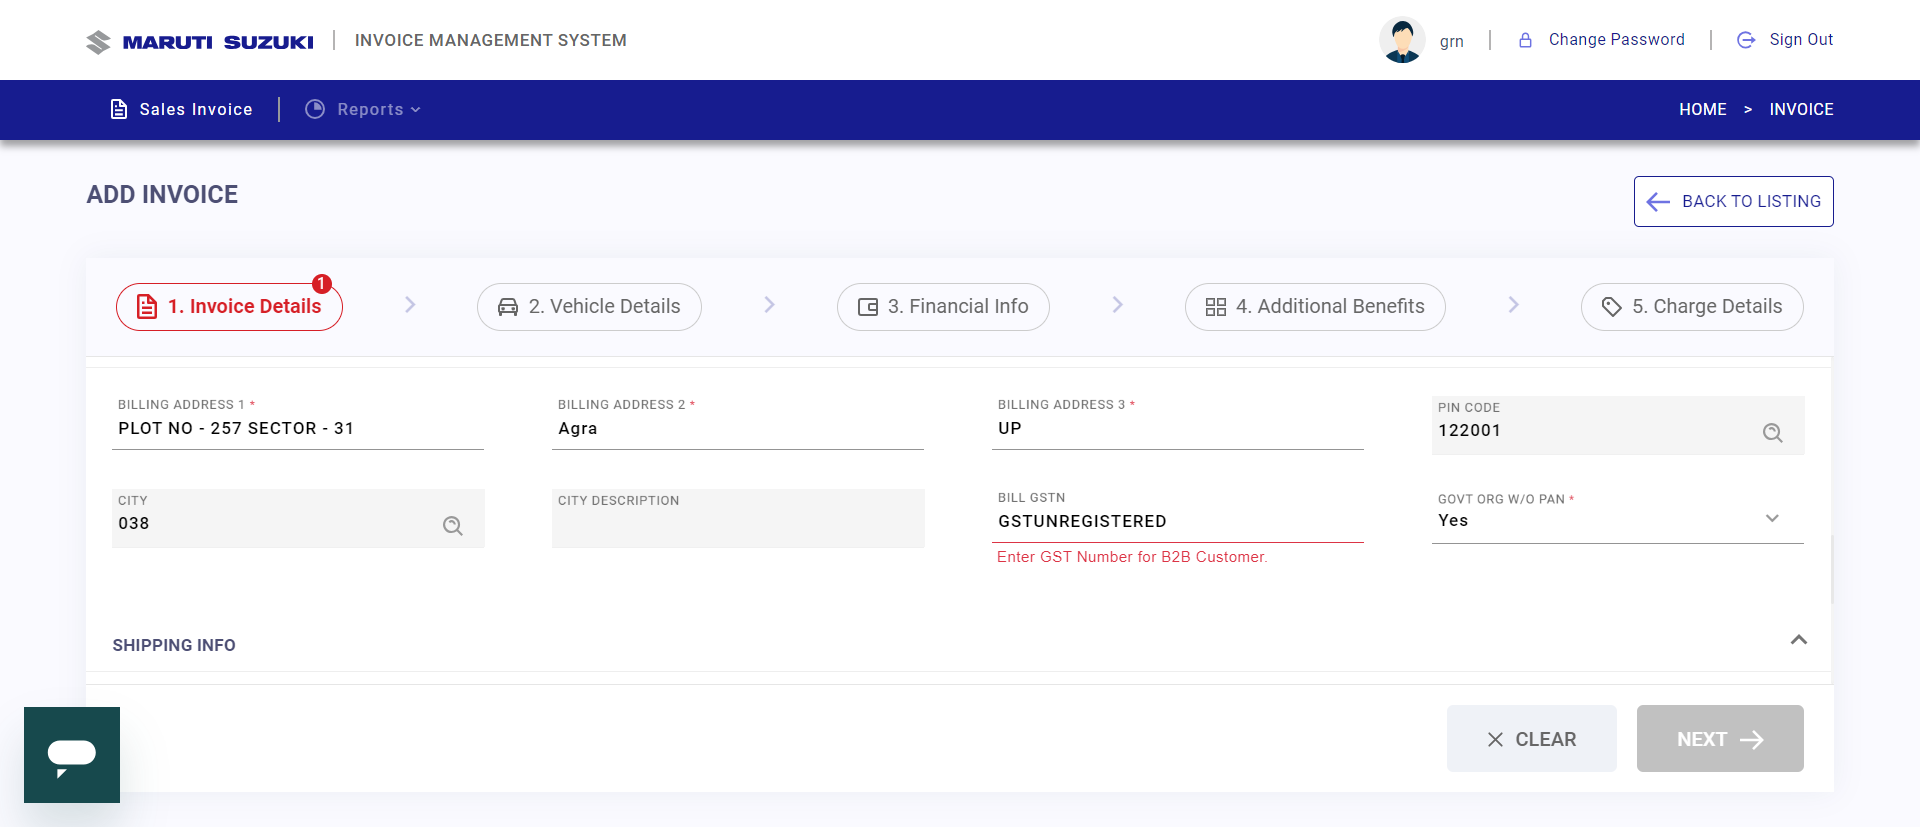 MARUTI SUZUKI
INVOICE MANAGEMENT SYSTEM
grn
Change Password
Sign Out
Sales Invoice
Reports
HOME > INVOICE
ADD INVOICE
BACK TO LISTING
1
1. Invoice Details
2. Vehicle Details
3. Financial Info
4. Additional Benefits
5. Charge Details
BILLING ADDRESS 1 *
PLOT NO - 257 SECTOR - 31
BILLING ADDRESS 2 *
Agra
BILLING ADDRESS 3 *
UP
PIN CODE
122001
CITY
038
CITY DESCRIPTION
BILL GSTN
GSTUNREGISTERED
Enter GST Number for B2B Customer.
GOVT ORG W/O PAN *
Yes
SHIPPING INFO
CLEAR
NEXT